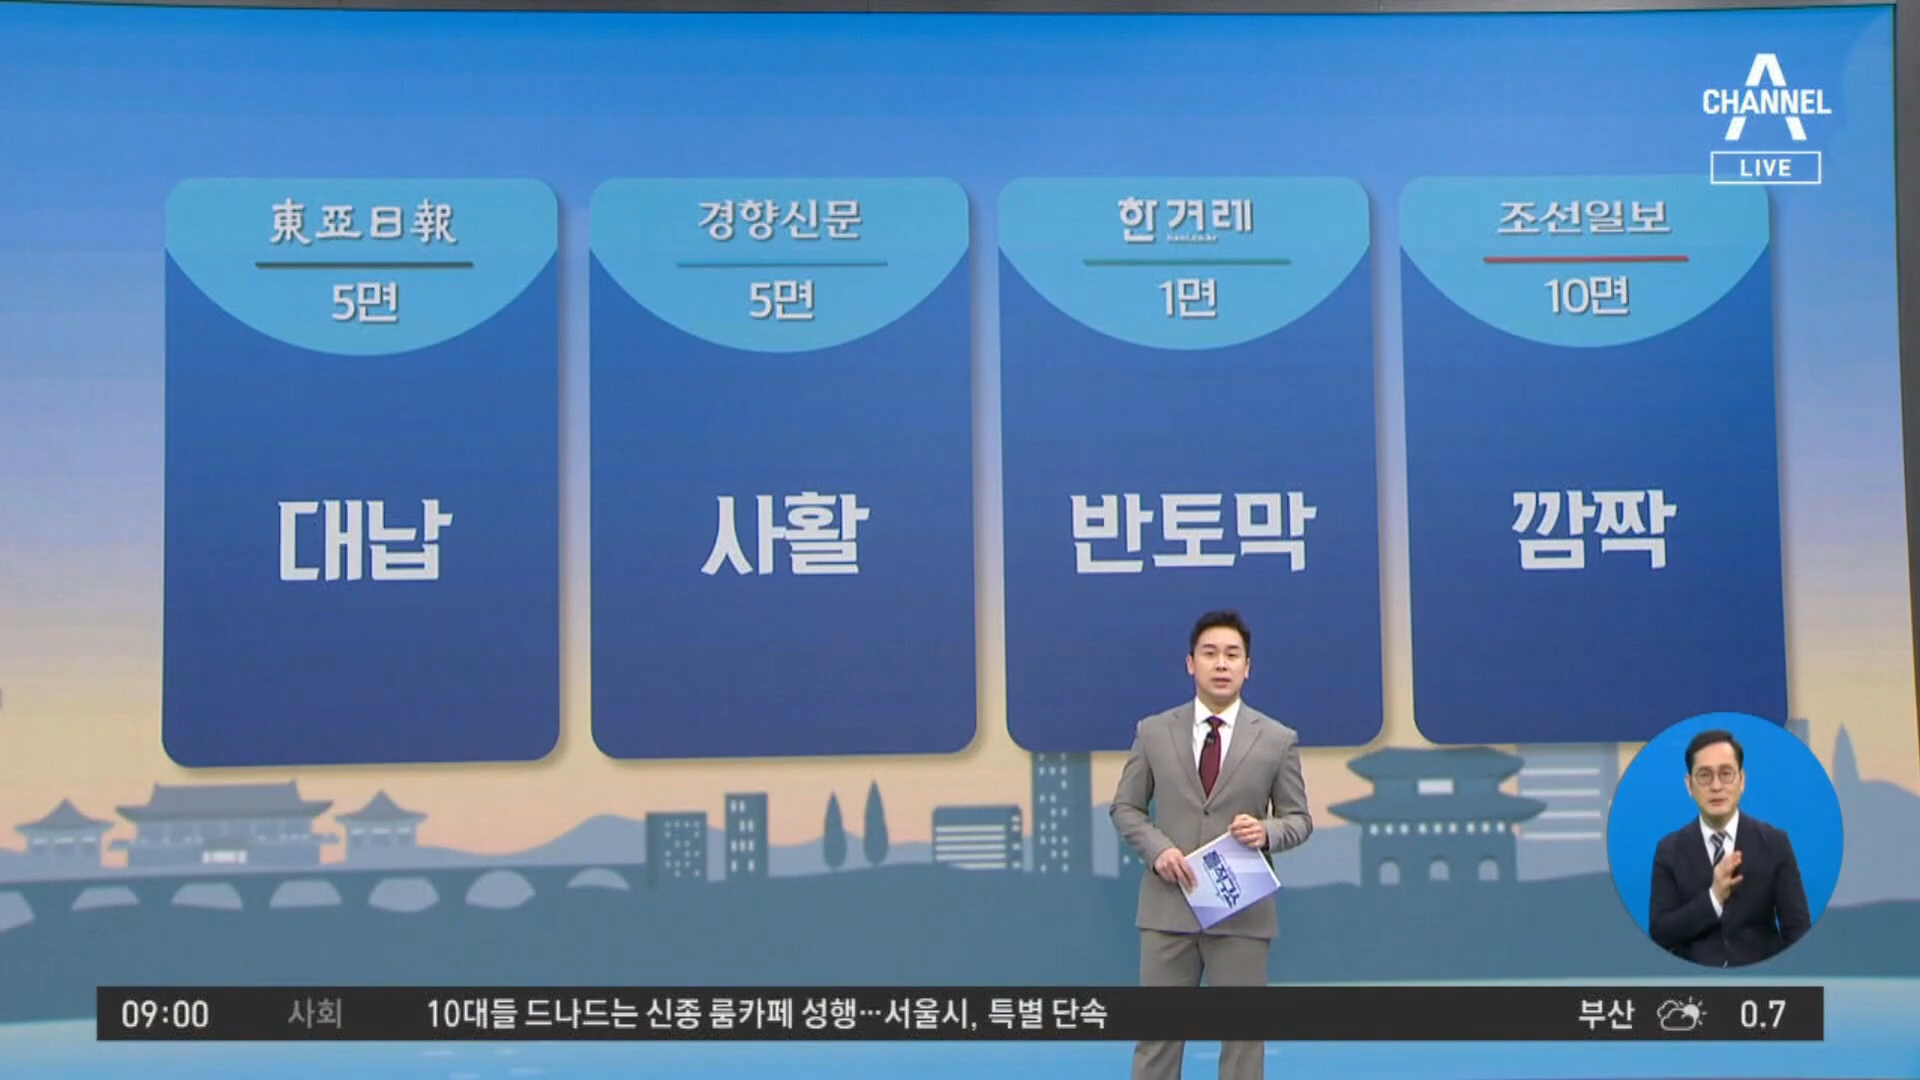 CHANNEL A
LIVE
東亞日報
5면
대납
경향신문
5면
사활
한겨레
1면
반토막
조선일보
10면
깜짝
09:00 사회 10대들 드나드는 신종 룸카페 성행…서울시, 특별 단속 부산 0.7